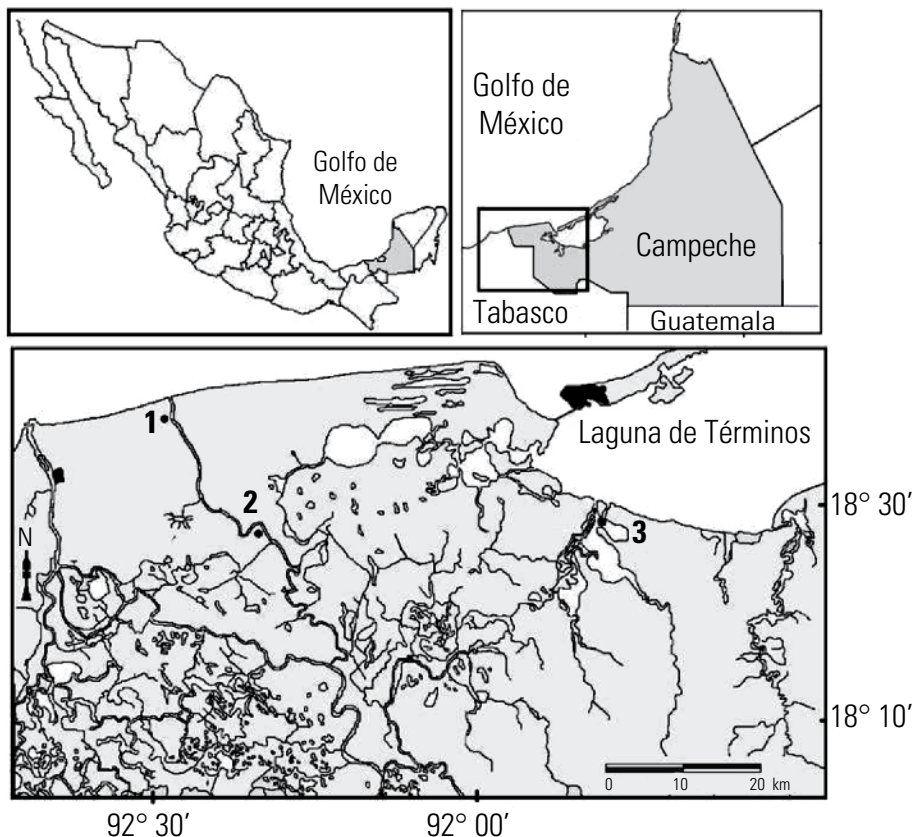 Golfo de
México
Golfo de
México
Campeche
Tabasco
Guatemala
1
Laguna de Términos
2
18° 30'
3
N
18° 10'
0 10 20 km
92° 30'
92° 00'